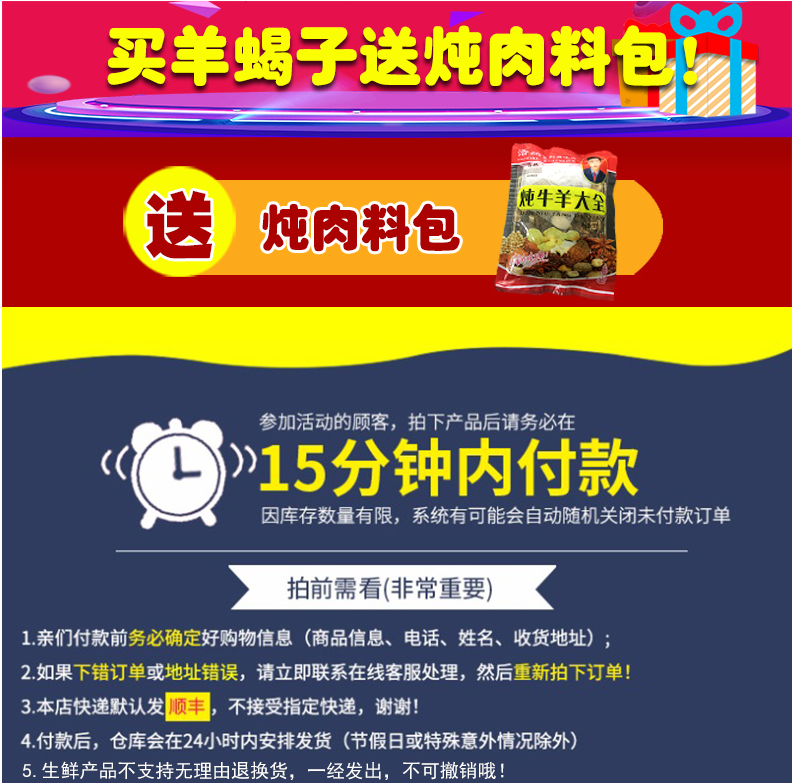 买羊蝎子送炖肉料包！
送
炖肉料包
炖牛羊大全
参加活动的顾客，拍下产品后请务必在
15分钟内付款
因库存数量有限，系统有可能会自动随机关闭未付款订单
拍前需看(非常重要)
1.亲们付款前务必确定好购物信息（商品信息、电话、姓名、收货地址）;
2.如果下错订单或地址错误，请立即联系在线客服处理，然后重新拍下订单！
3.本店快递默认发顺丰，不接受指定快递，谢谢！
4.付款后，仓库会在24小时内安排发货（节假日或特殊意外情况除外）
5. 生鲜产品不支持无理由退换货，一经发出，不可撤销哦！